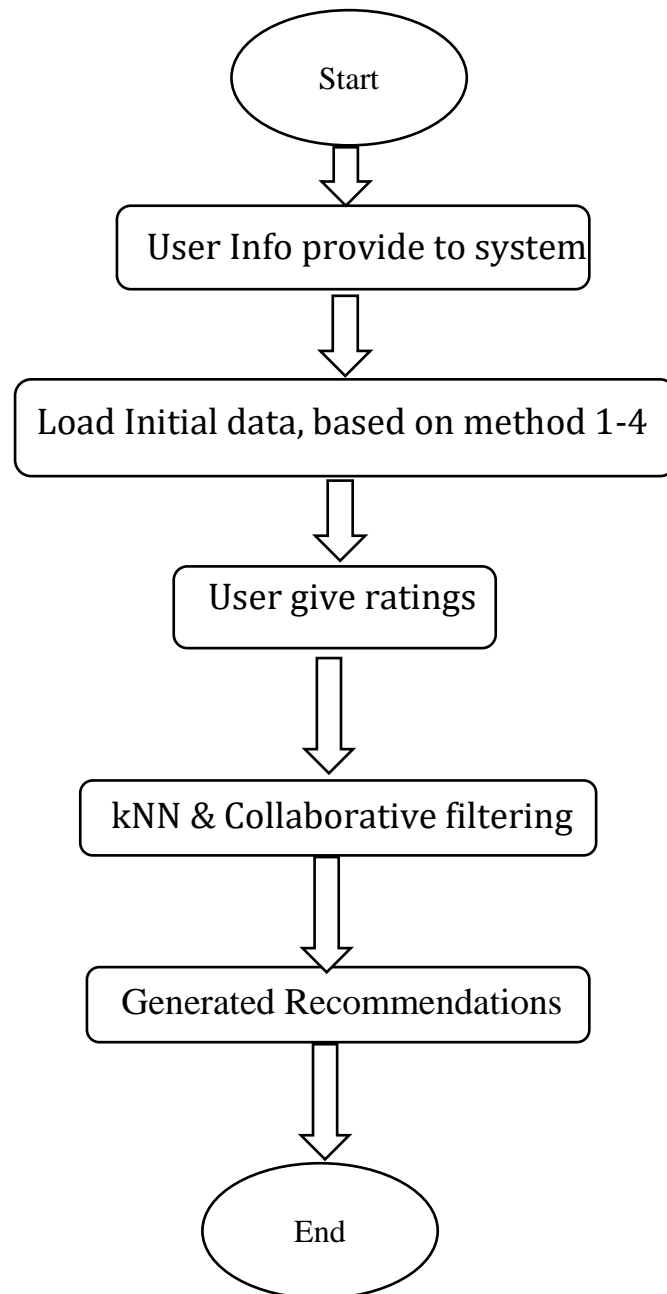 Start
User Info provide to system
Load Initial data, based on method 1-4
User give ratings
kNN & Collaborative filtering
Generated Recommendations
End